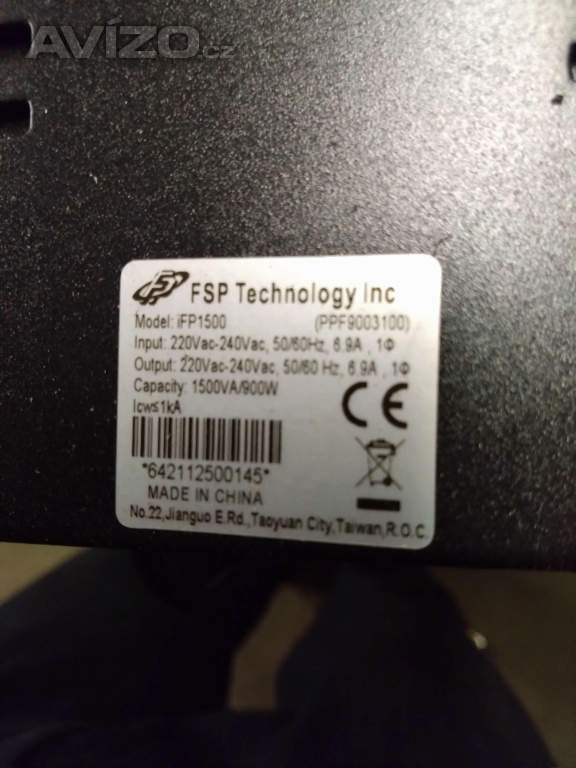 AVÍZO.cz
FSP Technology Inc
Model: iFP1500 (PPF9003100)
Input: 220Vac-240Vac, 50/60Hz, 6.9A , 1Φ
Output: 220Vac-240Vac, 50/60 Hz, 6.9A , 1Φ
Capacity: 1500VA/900W
Icw≤1kA
CE
*642112500145*
MADE IN CHINA
No.22,Jianguo E.Rd.,Taoyuan City,Taiwan,R.O.C.